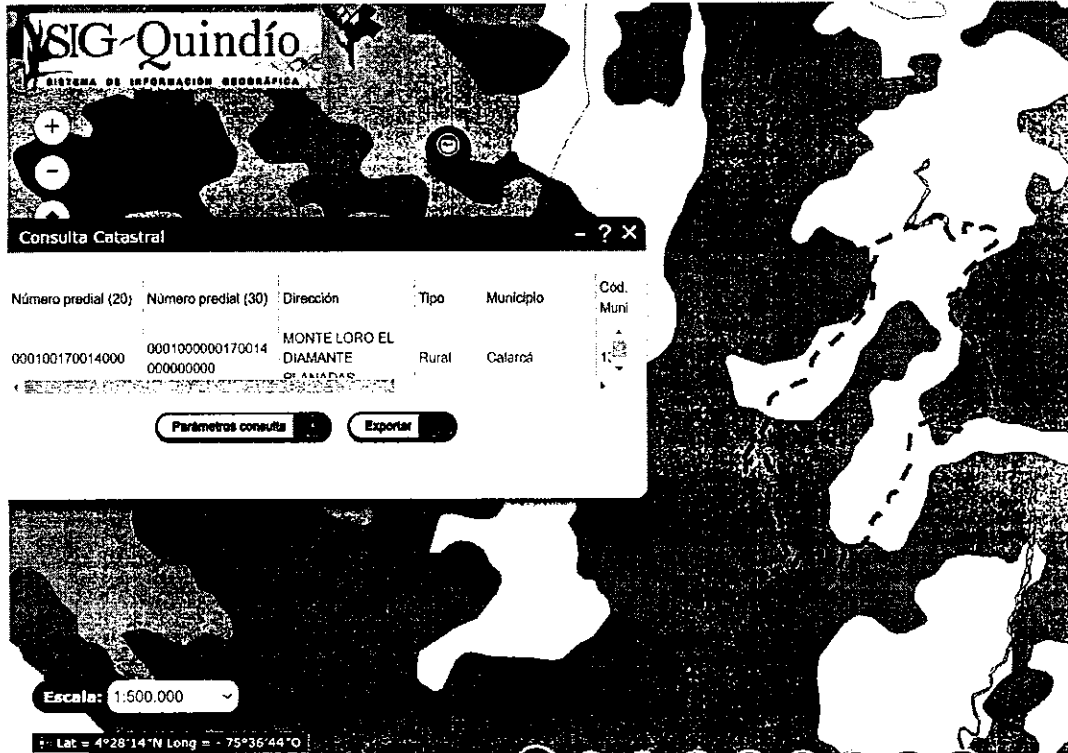 SIG-Quindío
SISTEMA DE INFORMACIÓN GEOGRÁFICA
+
-
Consulta Catastral
- ? ×
Número predial (20) Número predial (30) Dirección Tipo Municipio Cód. Muni
000100170014000 0001000000170014 000000000 MONTE LORO EL DIAMANTE PLANADAS Rural Calarcá
Parámetros consulta Exportar
Escala: 1:500.000
Lat = 4°28'14"N Long = - 75°36'44"O